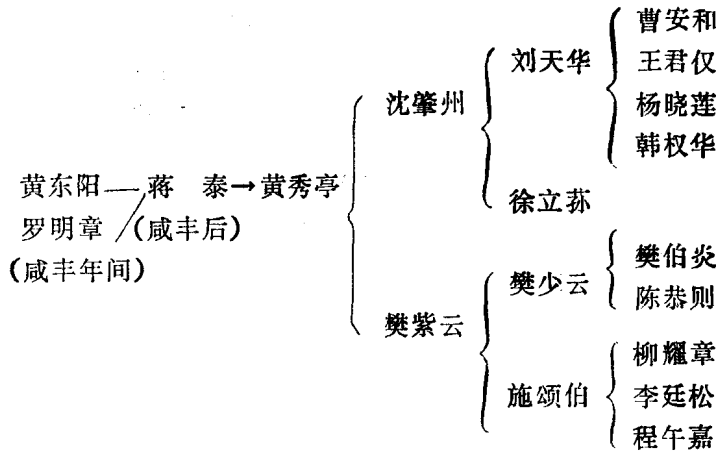 曹安和
刘天华
王君仅
沈肇州
杨晓莲
韩权华
黄东阳—蒋 泰→黄秀亭
徐立荪
罗明章 (咸丰后)
(咸丰年间)
樊伯炎
樊少云
陈恭则
樊紫云
柳耀章
施颂伯
李廷松
程午嘉